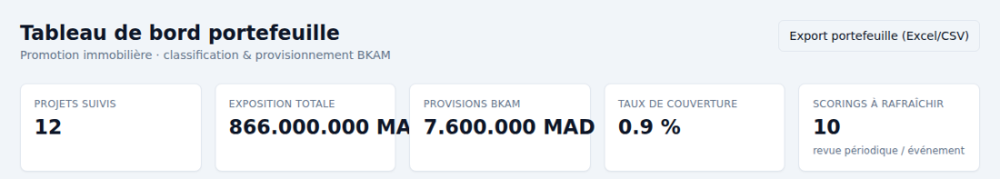 Tableau de bord portefeuille
Promotion immobilière · classification & provisionnement BKAM
Export portefeuille (Excel/CSV)
PROJETS SUIVIS
12
EXPOSITION TOTALE
866.000.000 MA
PROVISIONS BKAM
7.600.000 MAD
TAUX DE COUVERTURE
0.9 %
SCORINGS À RAFRAÎCHIR
10
revue périodique / événement